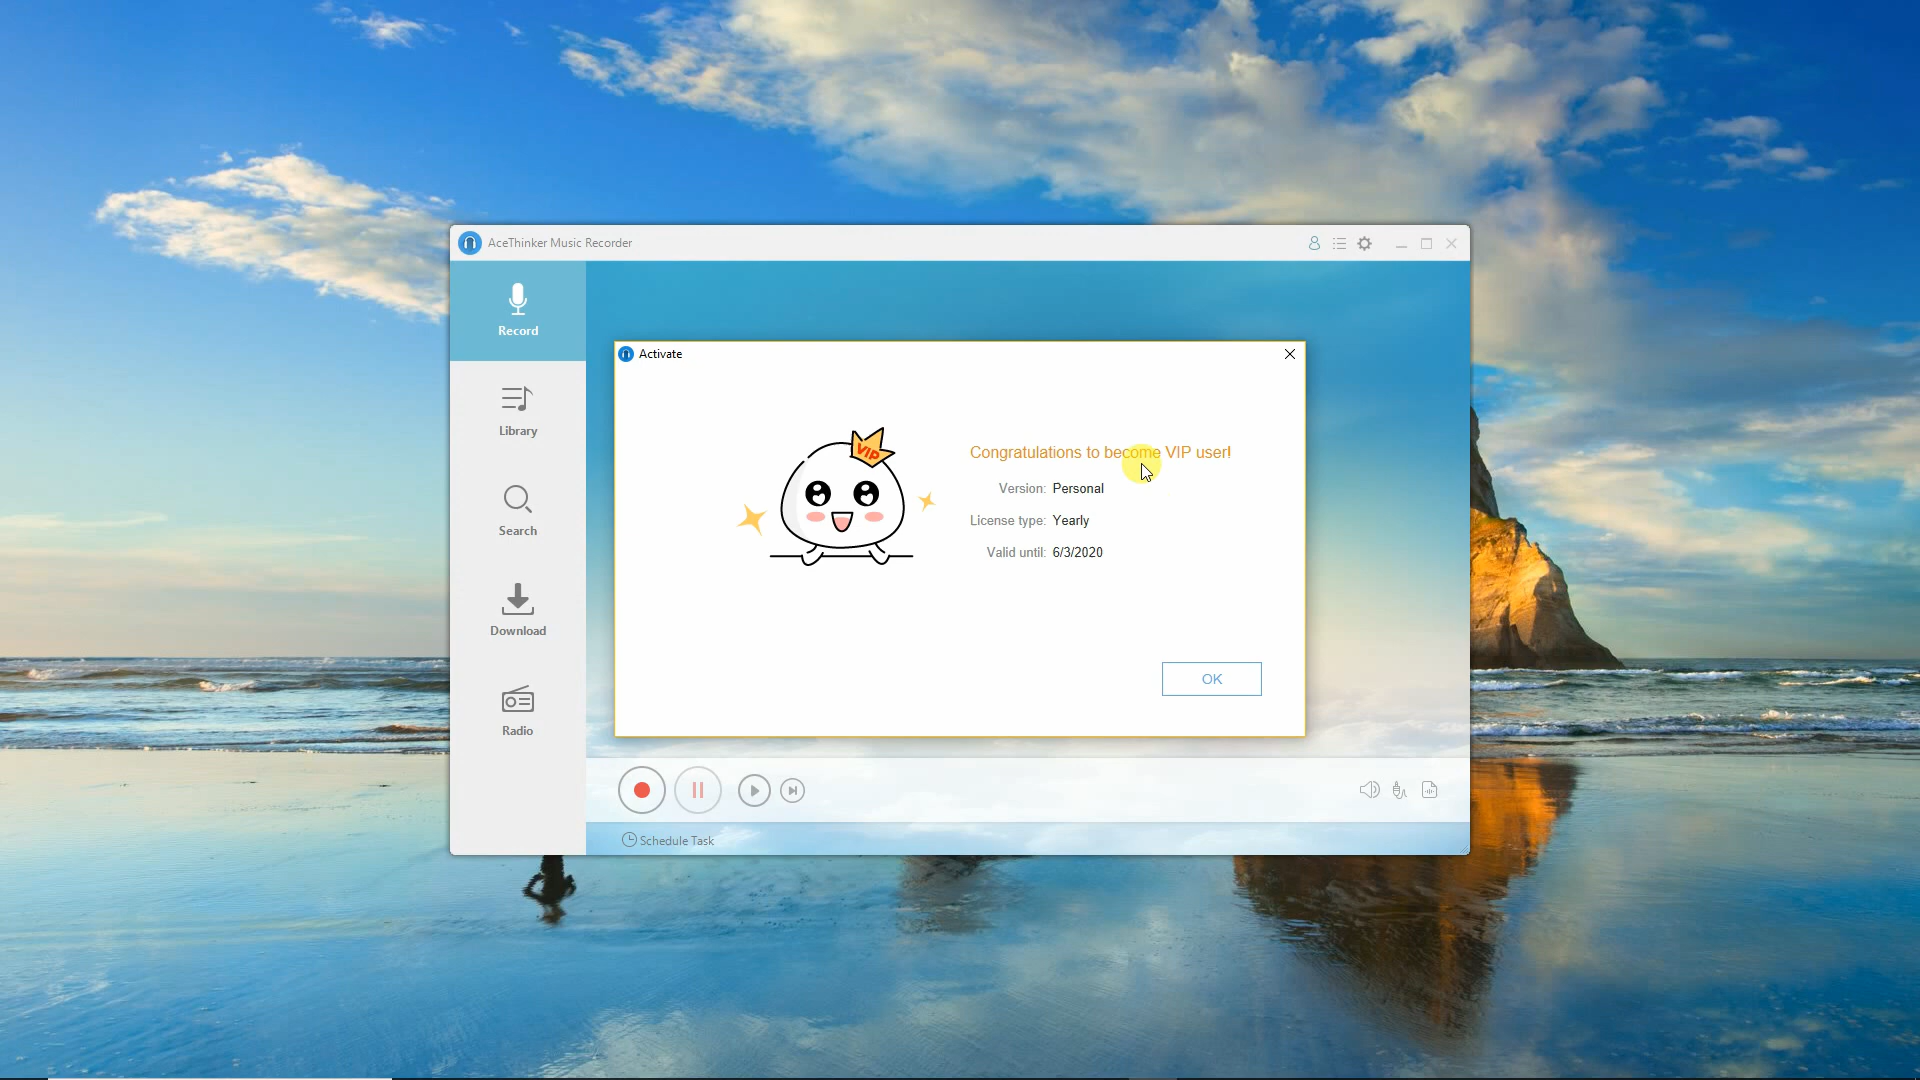 AceThinker Music Recorder
Record
Activate
Library
VIP
Congratulations to become VIP user!
Version: Personal
Search
License type: Yearly
Valid until: 6/3/2020
Download
OK
Radio
Schedule Task